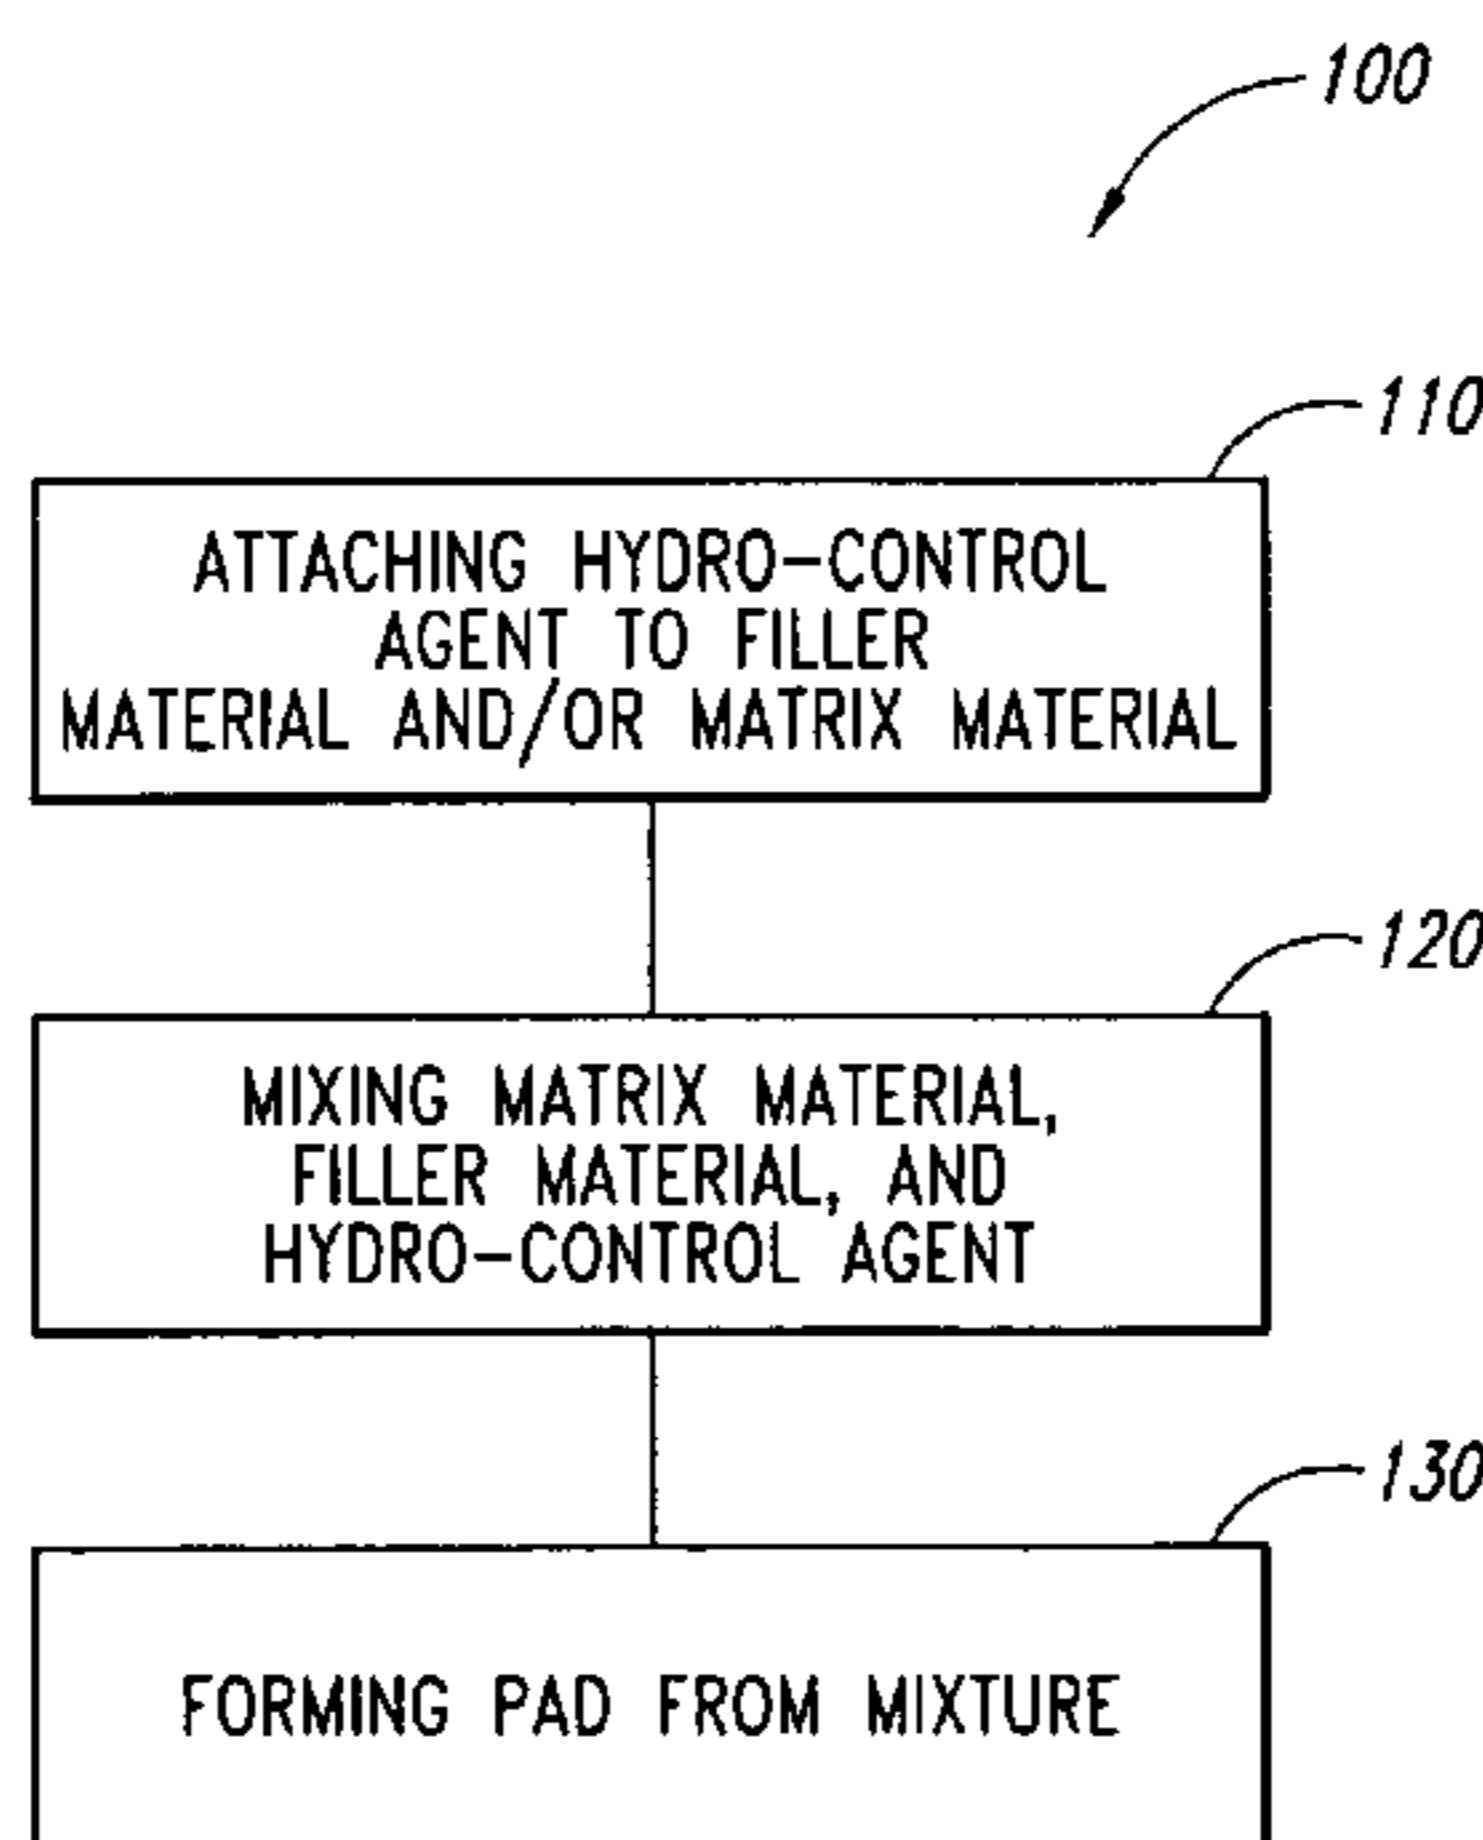 100
110
ATTACHING HYDRO-CONTROL
AGENT TO FILLER
MATERIAL AND/OR MATRIX MATERIAL
120
MIXING MATRIX MATERIAL,
FILLER MATERIAL, AND
HYDRO-CONTROL AGENT
130
FORMING PAD FROM MIXTURE